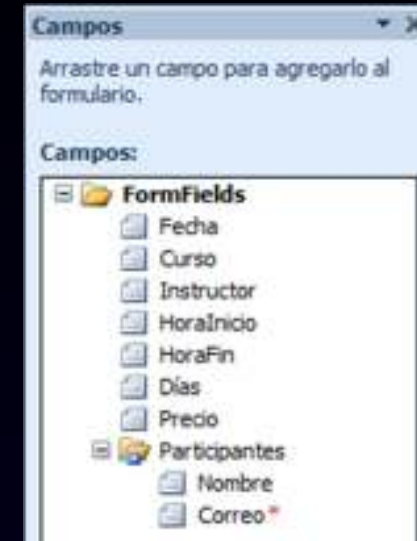 Campos
Arrastre un campo para agregarlo al
formulario.
Campos:
FormFields
Fecha
Curso
Instructor
HoraInicio
HoraFin
Días
Precio
Participantes
Nombre
Correo*